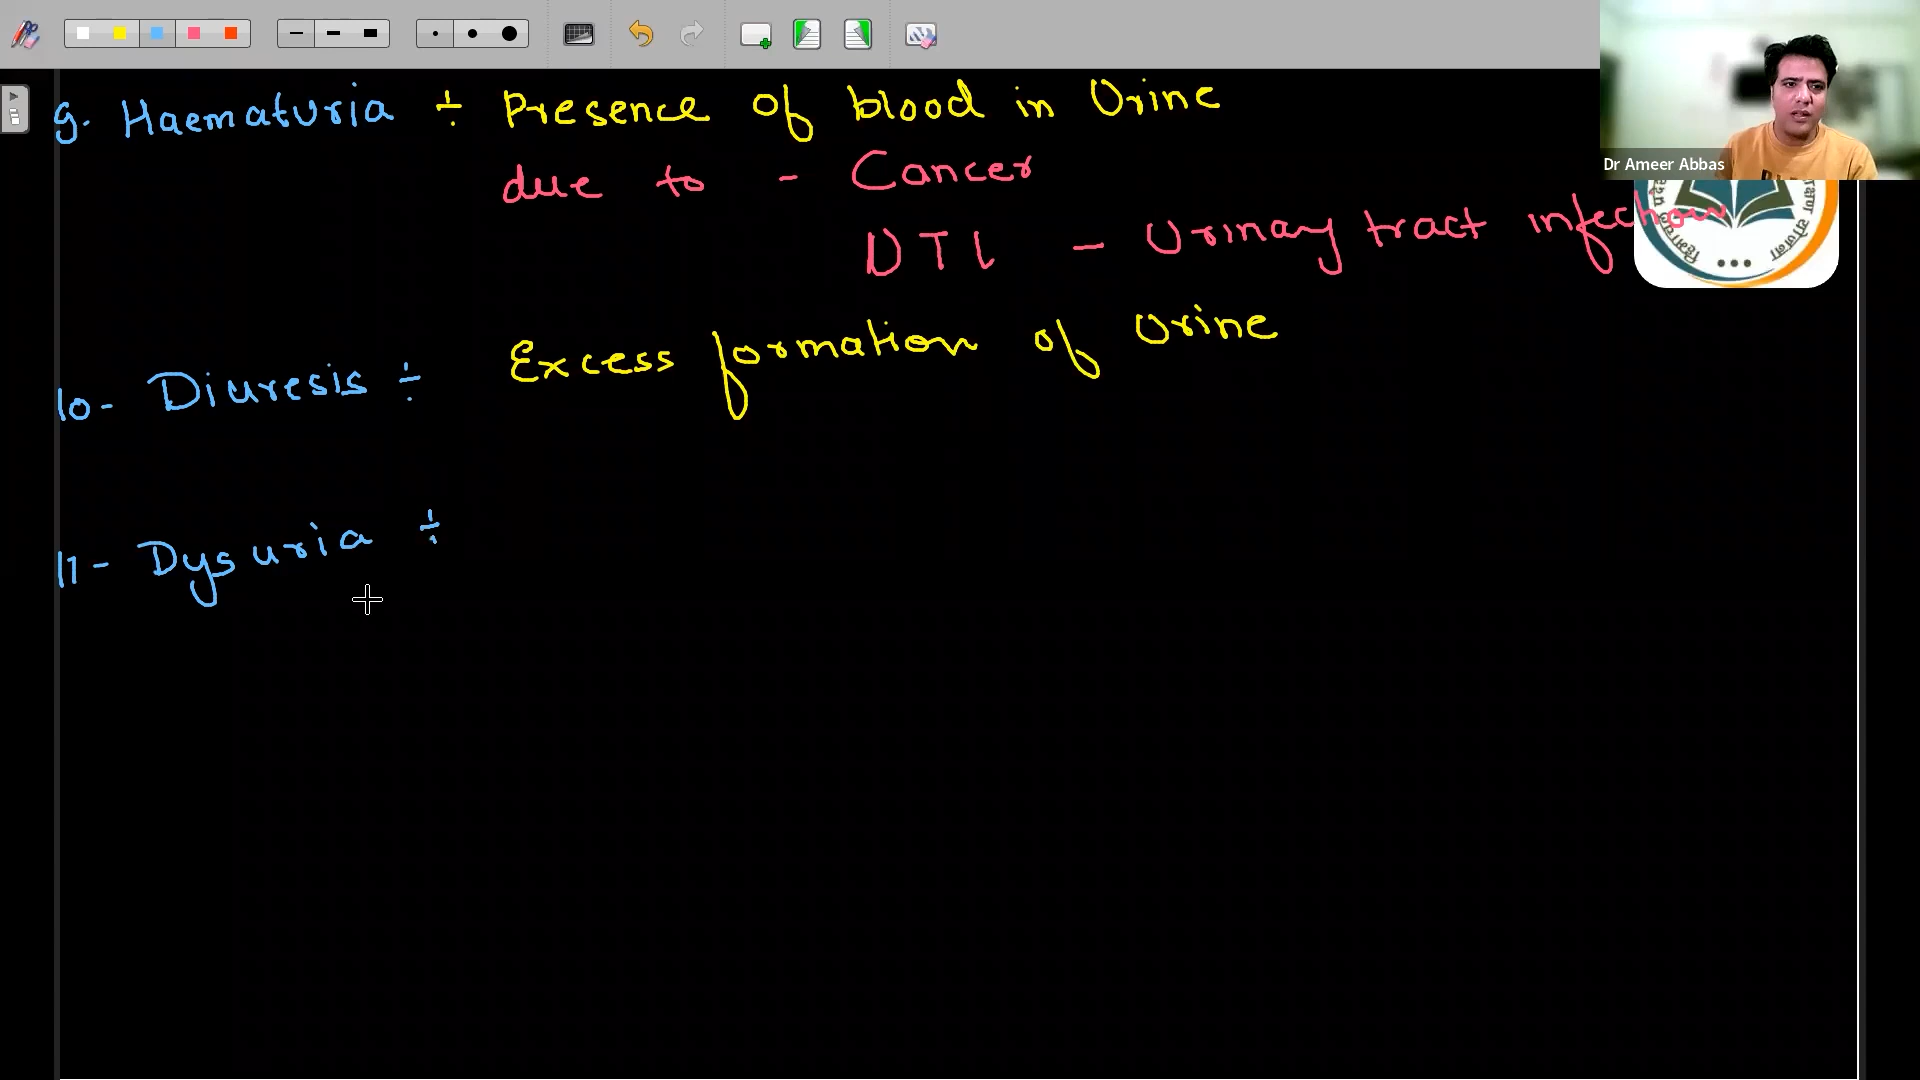 9. Haematuria ÷ Presence of blood in Urine
Dr Ameer Abbas
due to - Cancer
UTI - Urinary tract infection
10- Diuresis ÷ Excess formation of Urine
11- Dysuria ÷